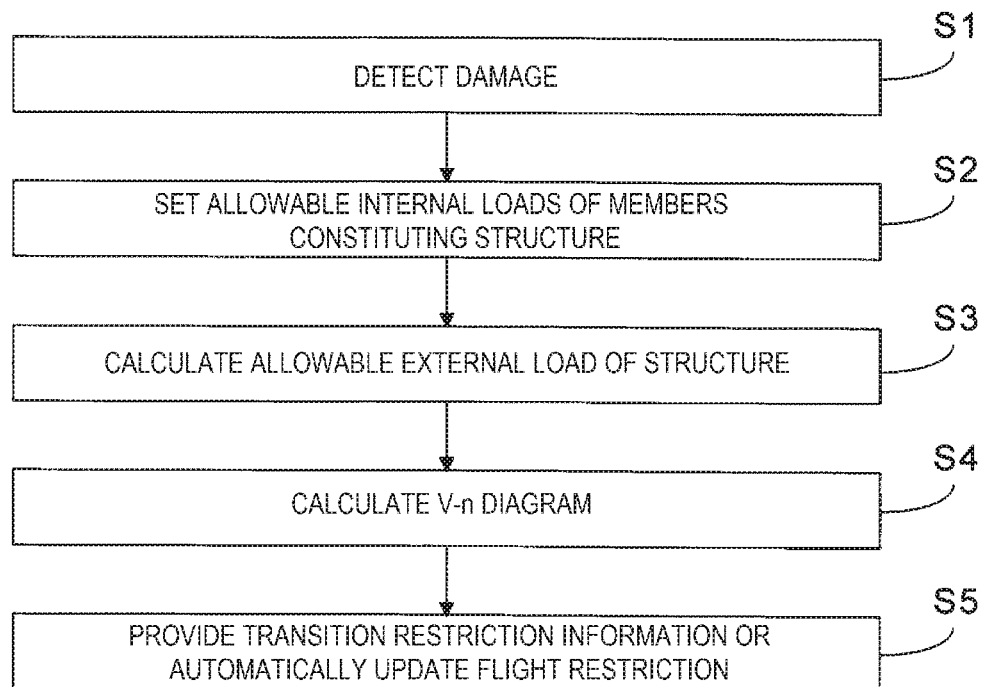 S1
DETECT DAMAGE
S2
SET ALLOWABLE INTERNAL LOADS OF MEMBERS
CONSTITUTING STRUCTURE
S3
CALCULATE ALLOWABLE EXTERNAL LOAD OF STRUCTURE
S4
CALCULATE V-n DIAGRAM
S5
PROVIDE TRANSITION RESTRICTION INFORMATION OR
AUTOMATICALLY UPDATE FLIGHT RESTRICTION